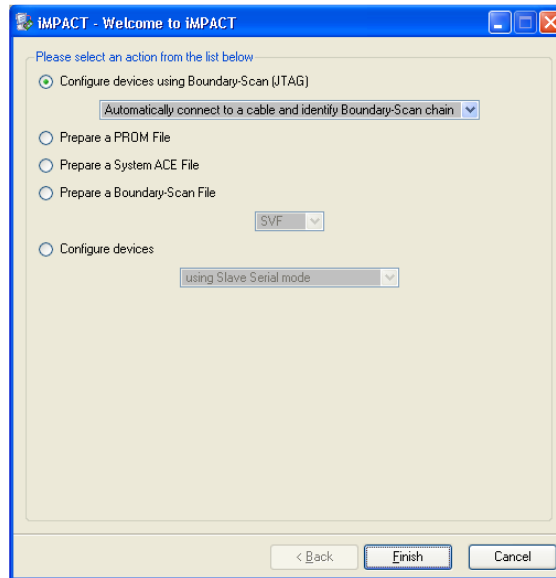 iMPACT - Welcome to iMPACT
Please select an action from the list below
Configure devices using Boundary-Scan (JTAG)
Automatically connect to a cable and identify Boundary-Scan chain
Prepare a PROM File
Prepare a System ACE File
Prepare a Boundary-Scan File
SVF
Configure devices
using Slave Serial mode
< Back Finish Cancel